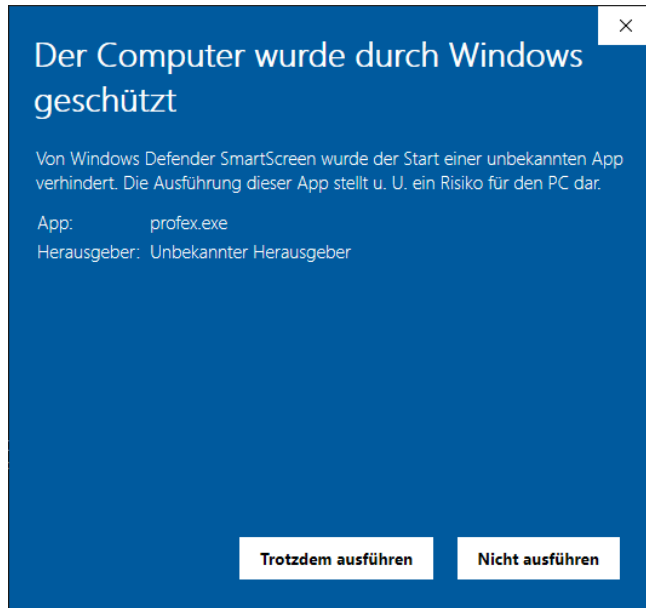 Der Computer wurde durch Windows
geschützt
Von Windows Defender SmartScreen wurde der Start einer unbekannten App
verhindert. Die Ausführung dieser App stellt u. U. ein Risiko für den PC dar.
App: profex.exe
Herausgeber: Unbekannter Herausgeber
Trotzdem ausführen Nicht ausführen